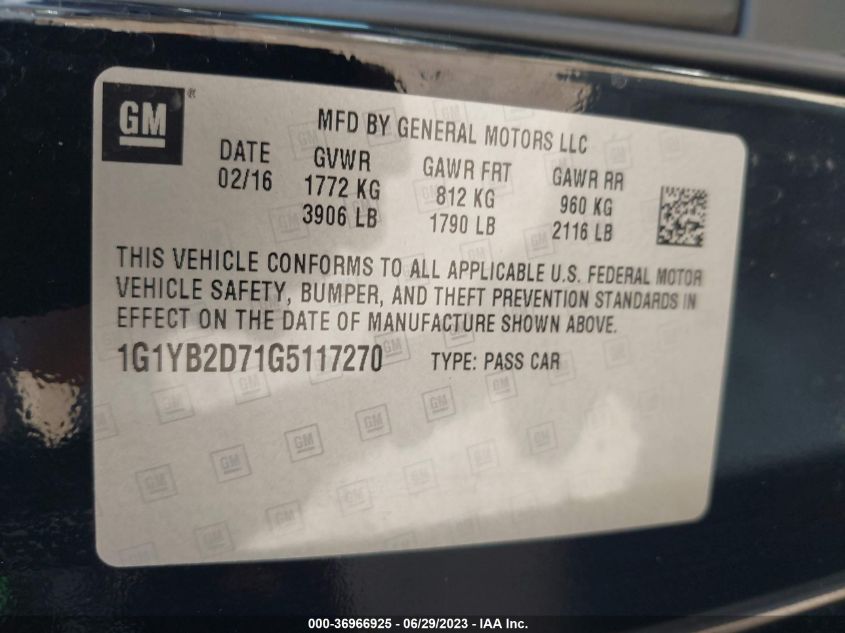 GM ®
MFD BY GENERAL MOTORS LLC
DATE GVWR GAWR FRT GAWR RR
02/16 1772 KG 812 KG 960 KG
3906 LB 1790 LB 2116 LB
THIS VEHICLE CONFORMS TO ALL APPLICABLE U.S. FEDERAL MOTOR
VEHICLE SAFETY, BUMPER, AND THEFT PREVENTION STANDARDS IN
EFFECT ON THE DATE OF MANUFACTURE SHOWN ABOVE.
1G1YB2D71G5117270 TYPE: PASS CAR
000-36966925 / 06/29/2023 - IAA Inc.